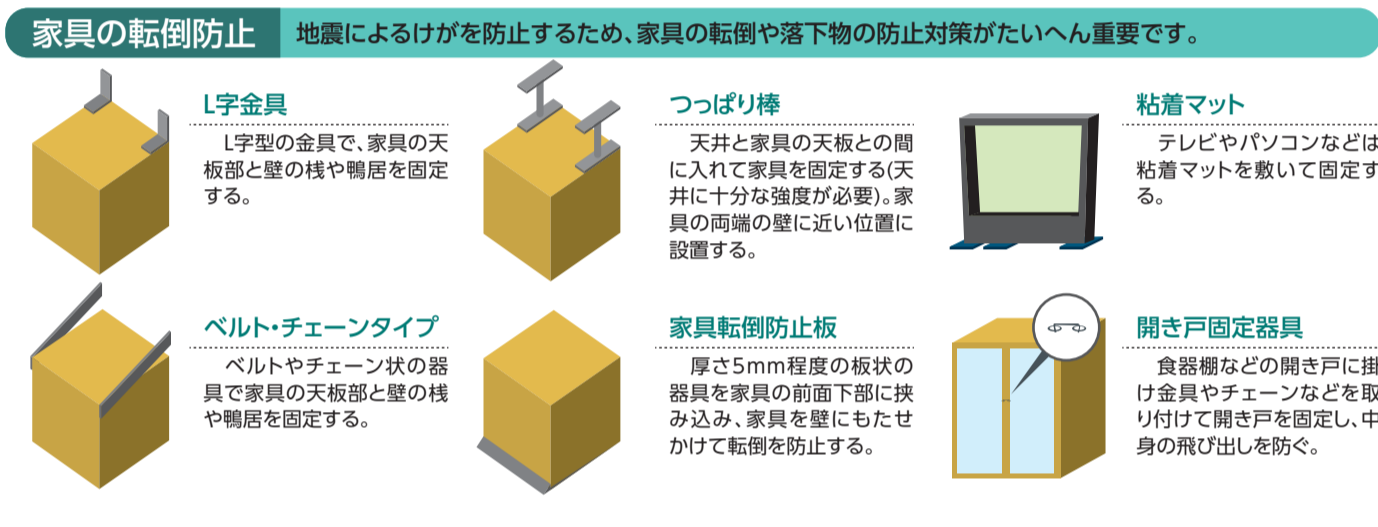 家具の転倒防止
地震によるけがを防止するため、家具の転倒や落下物の防止対策がたいへん重要です。
L字金具
L字型の金具で、家具の天
板部と壁の桟や鴨居を固定
する。
つっぱり棒
天井と家具の天板との間
に入れて家具を固定する(天
井に十分な強度が必要)。家
具の両端の壁に近い位置に
設置する。
粘着マット
テレビやパソコンなどは
粘着マットを敷いて固定す
る。
ベルト・チェーンタイプ
ベルトやチェーン状の器
具で家具の天板部と壁の桟
や鴨居を固定する。
家具転倒防止板
厚さ5mm程度の板状の
器具を家具の前面下部に挟
み込み、家具を壁にもたせ
かけて転倒を防止する。
開き戸固定器具
食器棚などの開き戸に掛
け金具やチェーンなどを取
り付けて開き戸を固定し、中
身の飛び出しを防ぐ。